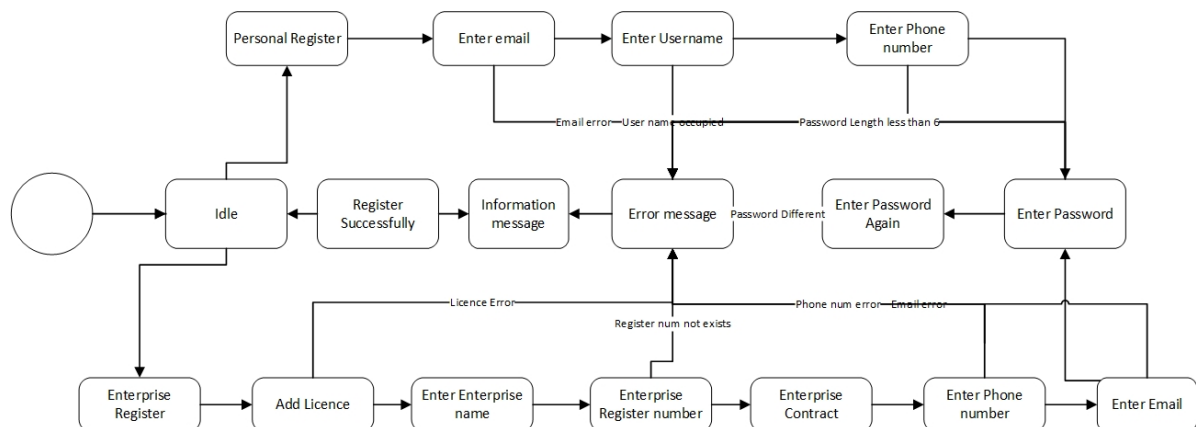 Personal Register
Enter email
Enter Username
Enter Phone
number
Email error
User name occupied
Password Length less than 6
Idle
Register
Successfully
Information
message
Error message
Password Different
Enter Password
Again
Enter Password
Licence Error
Phone num error
Email error
Register num not exists
Enterprise
Register
Add Licence
Enter Enterprise
name
Enterprise
Register number
Enterprise
Contract
Enter Phone
number
Enter Email